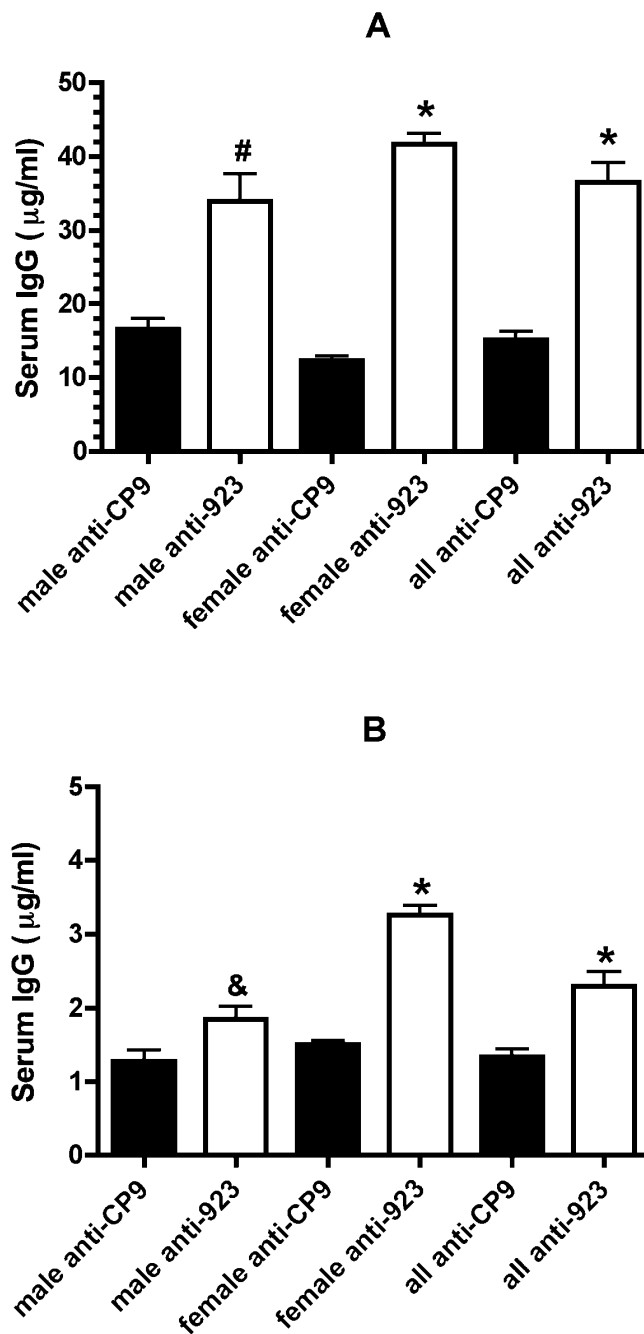 A
Serum IgG ( μg/ml)
50
40
30
20
10
0
#
*
*
male anti-CP9
male anti-923
female anti-CP9
female anti-923
all anti-CP9
all anti-923
B
Serum IgG ( μg/ml)
5
4
3
2
1
0
&
*
*
male anti-CP9
male anti-923
female anti-CP9
female anti-923
all anti-CP9
all anti-923